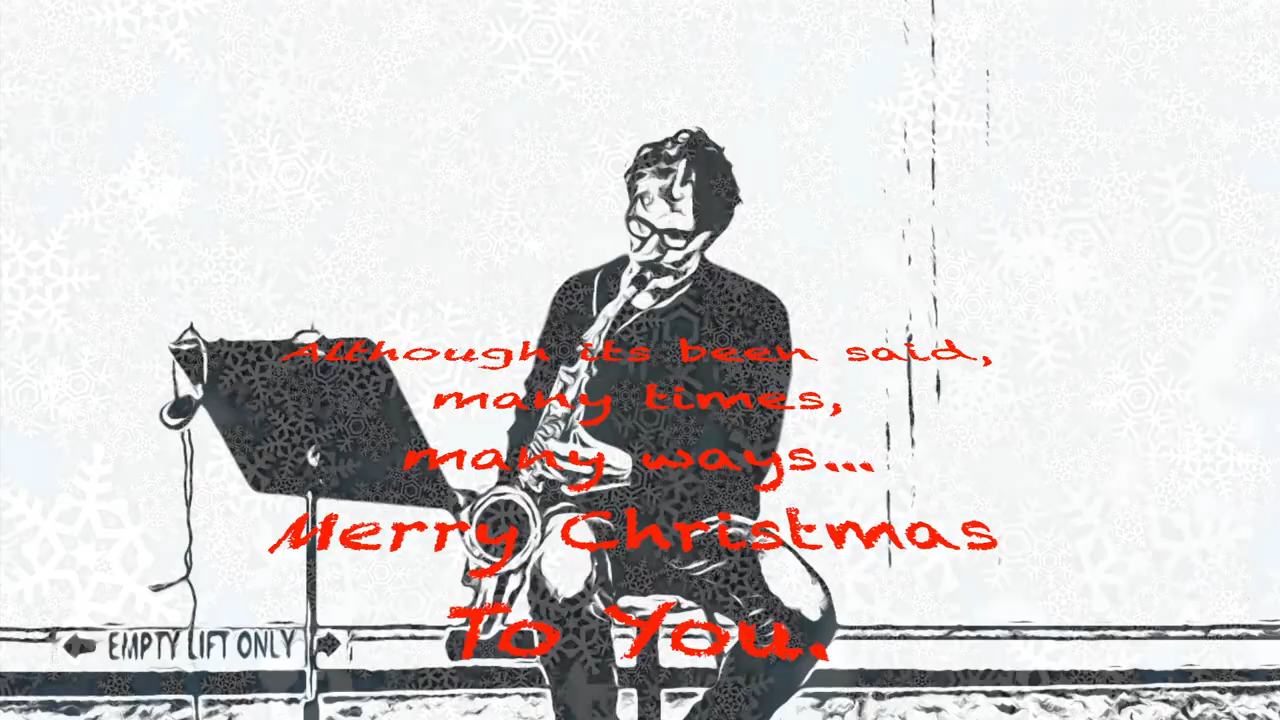 Although its been said,
many times,
many ways...
Merry Christmas
To You.
EMPTY LIFT ONLY